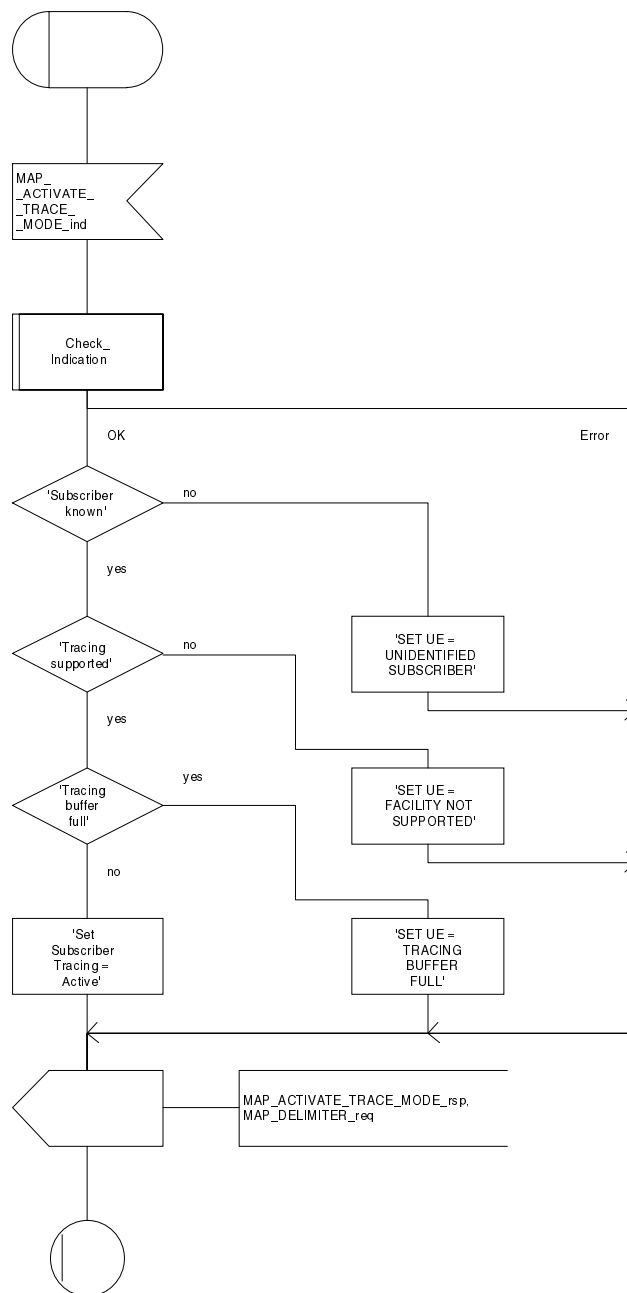 MAP_
_ACTIVATE_
_TRACE_
_MODE_ind
Check_
Indication
OK
Error
'Subscriber
known'
no
yes
'Tracing
supported'
no
'SET UE =
UNIDENTIFIED
SUBSCRIBER'
yes
'Tracing
buffer
full'
yes
'SET UE =
FACILITY NOT
SUPPORTED'
no
'Set
Subscriber
Tracing =
Active'
'SET UE =
TRACING
BUFFER
FULL'
MAP_ACTIVATE_TRACE_MODE_rsp,
MAP_DELIMITER_req